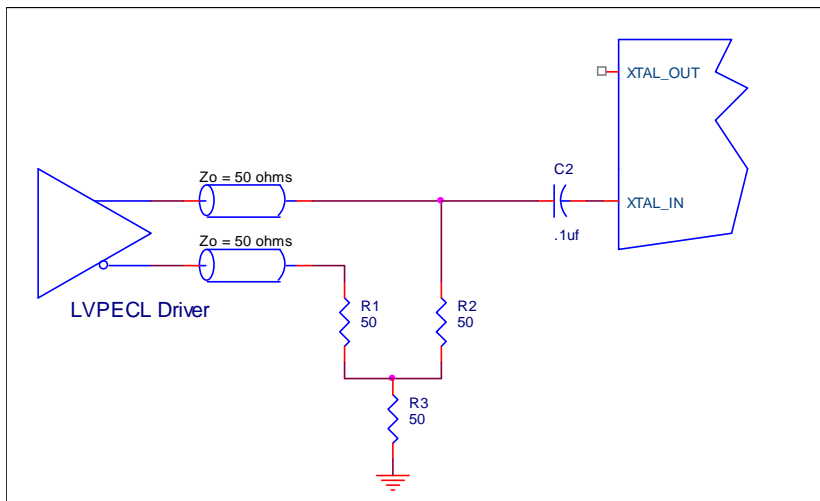 XTAL_OUT
Zo = 50 ohms
C2
XTAL_IN
.1uf
Zo = 50 ohms
LVPECL Driver
R1
50
R2
50
R3
50